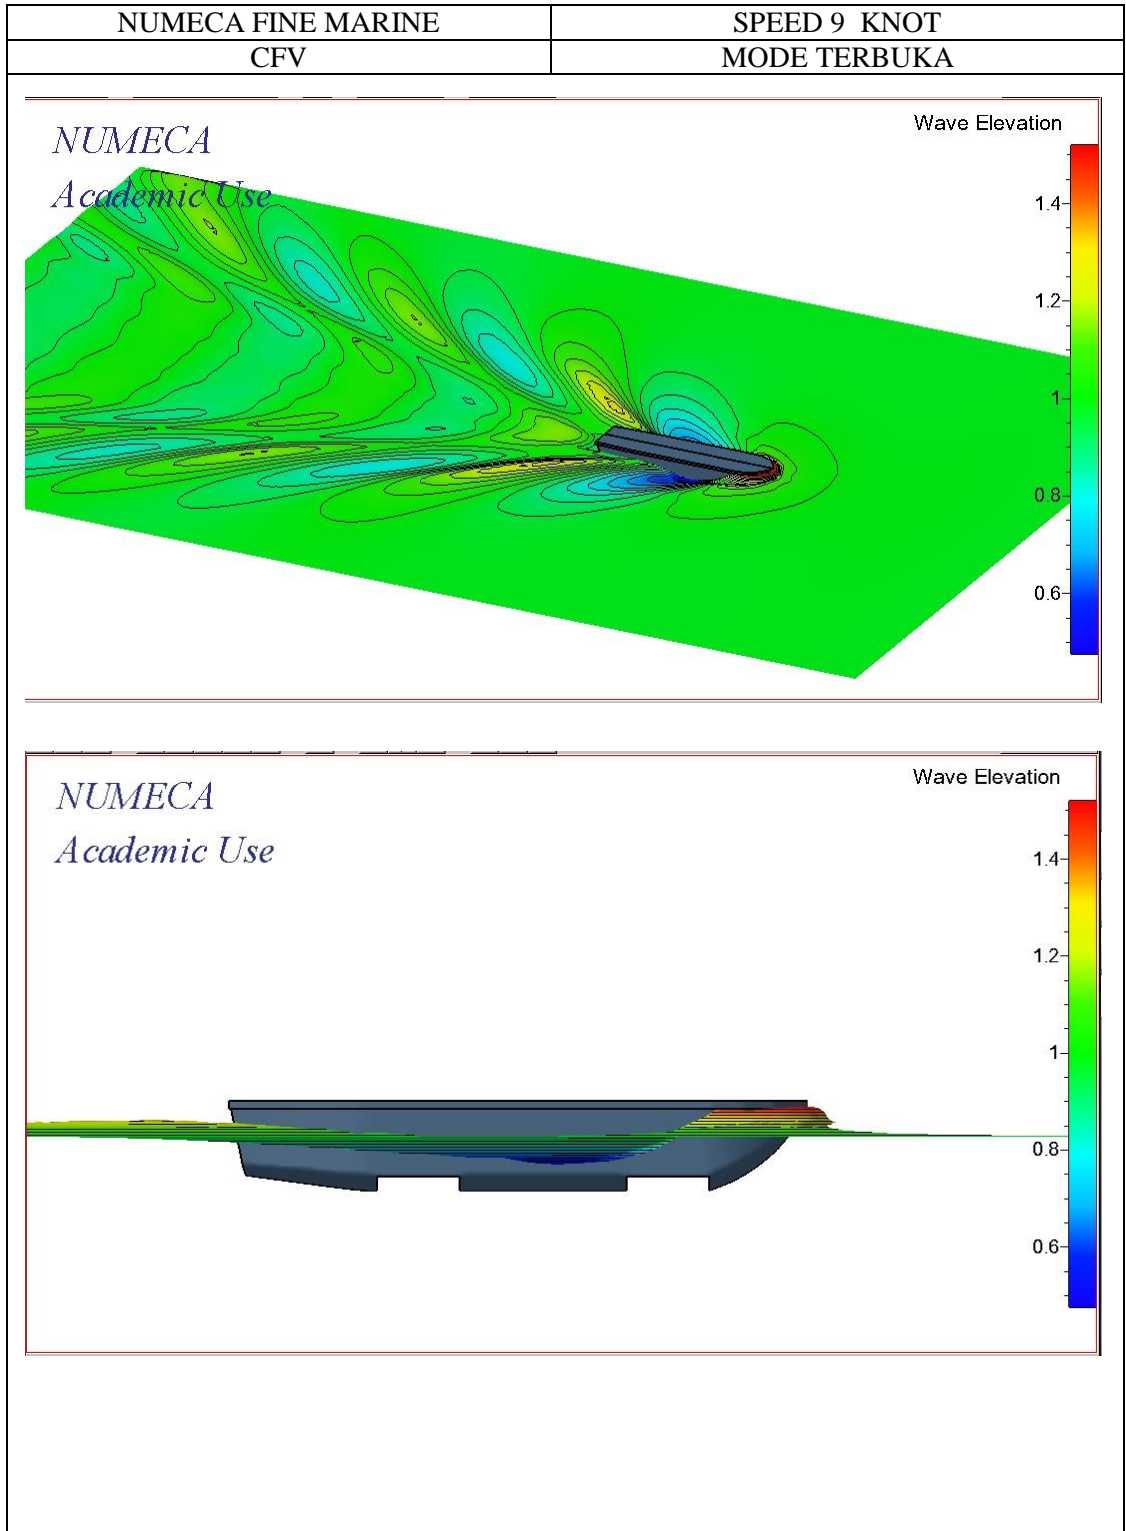 NUMECA FINE MARINE
SPEED 9 KNOT
CFV
MODE TERBUKA
NUMECA
Academic Use
Wave Elevation
1.4
1.2
1
0.8
0.6
NUMECA
Academic Use
Wave Elevation
1.4
1.2
1
0.8
0.6